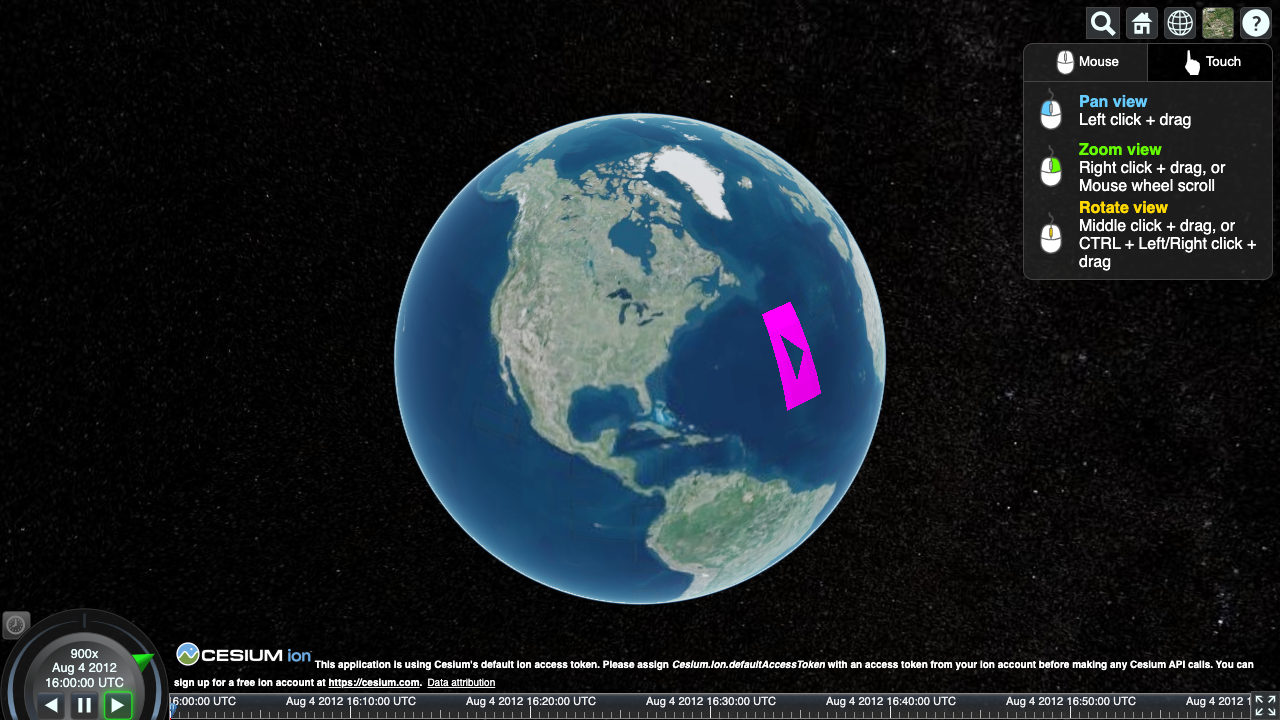 Mouse
Touch
Pan view
Left click + drag
Zoom view
Right click + drag, or
Mouse wheel scroll
Rotate view
Middle click + drag, or
CTRL + Left/Right click +
drag
900x
Aug 4 2012
16:00:00 UTC
CESIUM ion
This application is using Cesium's default ion access token. Please assign Cesium.Ion.defaultAccessToken with an access token from your ion account before making any Cesium API calls. You can
sign up for a free ion account at https://cesium.com. Data attribution
6:00:00 UTC Aug 4 2012 16:10:00 UTC Aug 4 2012 16:20:00 UTC Aug 4 2012 16:30:00 UTC Aug 4 2012 16:40:00 UTC Aug 4 2012 16:50:00 UTC Aug 4 2012 1